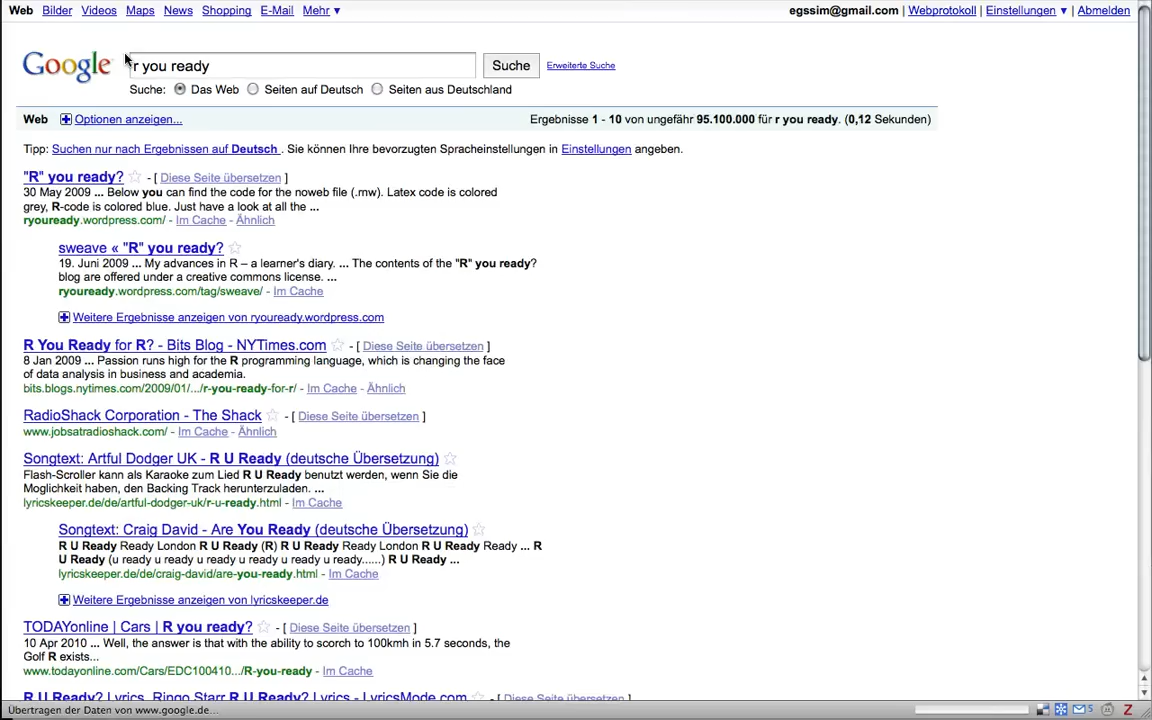 Web Bilder Videos Maps News Shopping E-Mail Mehr ▼ egssim@gmail.com | Webprotokoll | Einstellungen ▼ | Abmelden
Google r you ready Suche Erweiterte Suche
Suche: Das Web Seiten auf Deutsch Seiten aus Deutschland
Web Optionen anzeigen... Ergebnisse 1 - 10 von ungefähr 95.100.000 für r you ready. (0,12 Sekunden)
Tipp: Suchen nur nach Ergebnissen auf Deutsch . Sie können Ihre bevorzugten Spracheinstellungen in Einstellungen angeben.
"R" you ready? - [ Diese Seite übersetzen ]
30 May 2009 ... Below you can find the code for the noweb file (.rnw). Latex code is colored
grey, R-code is colored blue. Just have a look at all the ...
ryouready.wordpress.com/ - Im Cache - Ähnlich
sweave « "R" you ready?
19. Juni 2009 ... My advances in R – a learner's diary. ... The contents of the "R" you ready?
blog are offered under a creative commons license. ...
ryouready.wordpress.com/tag/sweave/ - Im Cache
Weitere Ergebnisse anzeigen von ryouready.wordpress.com
R You Ready for R? - Bits Blog - NYTimes.com - [ Diese Seite übersetzen ]
8 Jan 2009 ... Passion runs high for the R programming language, which is changing the face
of data analysis in business and academia.
bits.blogs.nytimes.com/2009/01/.../r-you-ready-for-r/ - Im Cache - Ähnlich
RadioShack Corporation - The Shack - [ Diese Seite übersetzen ]
www.jobsatradioshack.com/ - Im Cache - Ähnlich
Songtext: Artful Dodger UK - R U Ready (deutsche Übersetzung)
Flash-Scroller kann als Karaoke zum Lied R U Ready benutzt werden, wenn Sie die
Moglichkeit haben, den Backing Track herunterzuladen. ...
lyricskeeper.de/de/artful-dodger-uk/r-u-ready.html - Im Cache
Songtext: Craig David - Are You Ready (deutsche Übersetzung)
R U Ready Ready London R U Ready (R) R U Ready Ready London R U Ready Ready ... R
U Ready (u ready u ready u ready u ready u ready.....) R U Ready ...
lyricskeeper.de/de/craig-david/are-you-ready.html - Im Cache
Weitere Ergebnisse anzeigen von lyricskeeper.de
TODAYonline | Cars | R you ready? - [ Diese Seite übersetzen ]
10 Apr 2010 ... Well, the answer is that with the ability to scorch to 100kmh in 5.7 seconds, the
Golf R exists...
www.todayonline.com/Cars/EDC100410.../R-you-ready - Im Cache
R U Ready? Lyrics, Ringo Starr R U Ready? Lyrics - LyricsMode.com - [ Diese Seite übersetzen ]
Übertragen der Daten von www.google.de... 5 Z